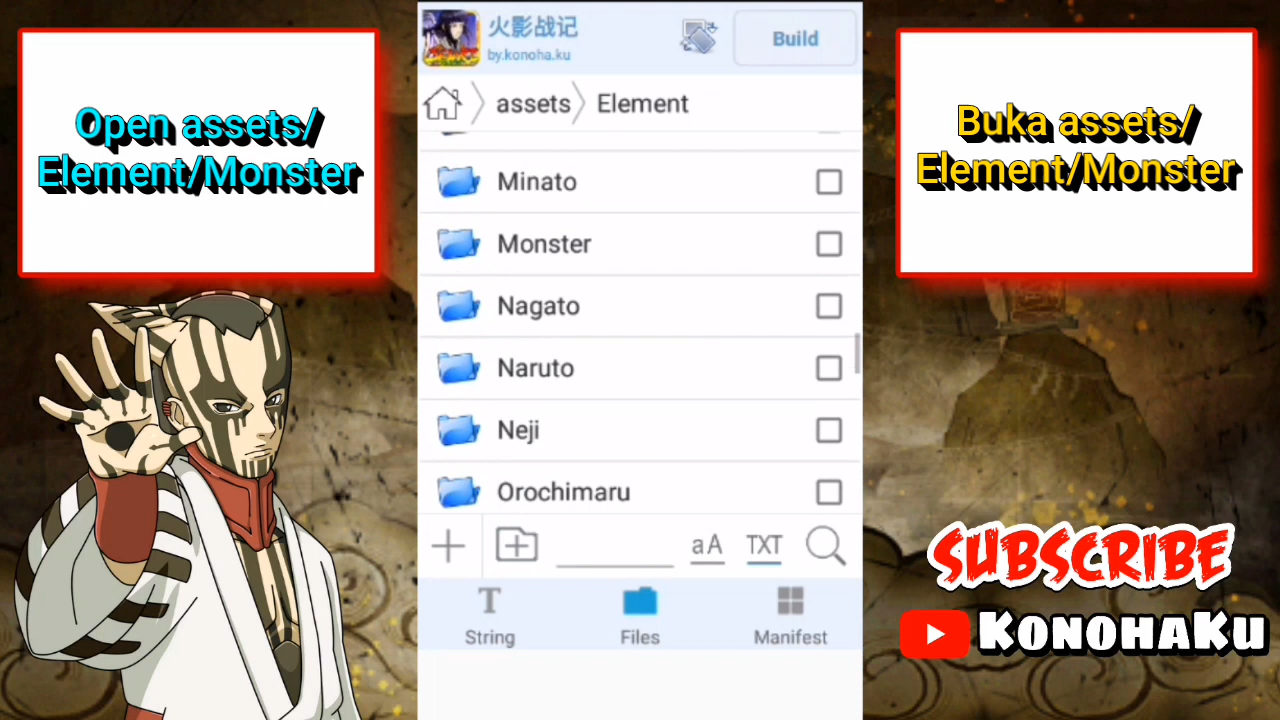 Open assets/
Element/Monster
火影战记
by.konoha.ku
Build
assets
Element
Minato
Monster
Nagato
Naruto
Neji
Orochimaru
aA
TXT
String
Files
Manifest
Buka assets/
Element/Monster
SUBSCRIBE
KONOHAKU